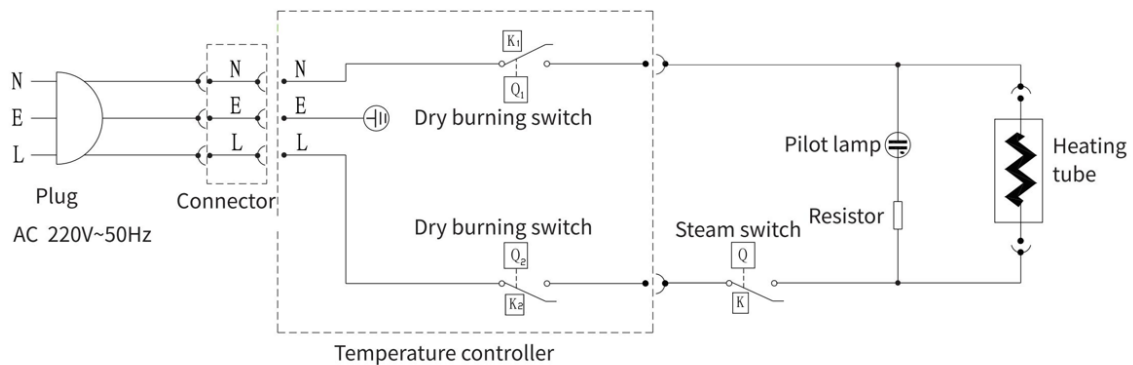 K₁
N
N
N
Q₁
E
E
E
Dry burning switch
Pilot lamp
Heating
tube
L
L
L
Plug
Connector
Resistor
AC 220V~50Hz
Dry burning switch
Steam switch
Q₂
Q
K₂
K
Temperature controller